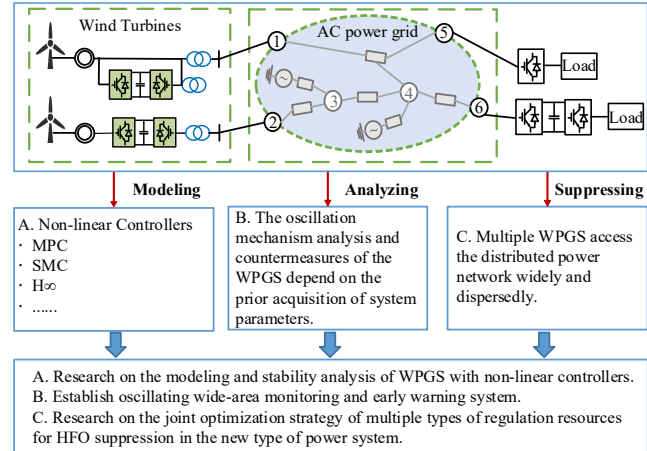 Wind Turbines
AC power grid
1
5
Load
3
4
2
6
Load
~
~
Modeling
Analyzing
Suppressing
A. Non-linear Controllers
· MPC
· SMC
· H∞
· ......
B. The oscillation
mechanism analysis and
countermeasures of the
WPGS depend on the
prior acquisition of system
parameters.
C. Multiple WPGS access
the distributed power
network widely and
dispersedly.
A. Research on the modeling and stability analysis of WPGS with non-linear controllers.
B. Establish oscillating wide-area monitoring and early warning system.
C. Research on the joint optimization strategy of multiple types of regulation resources
for HFO suppression in the new type of power system.